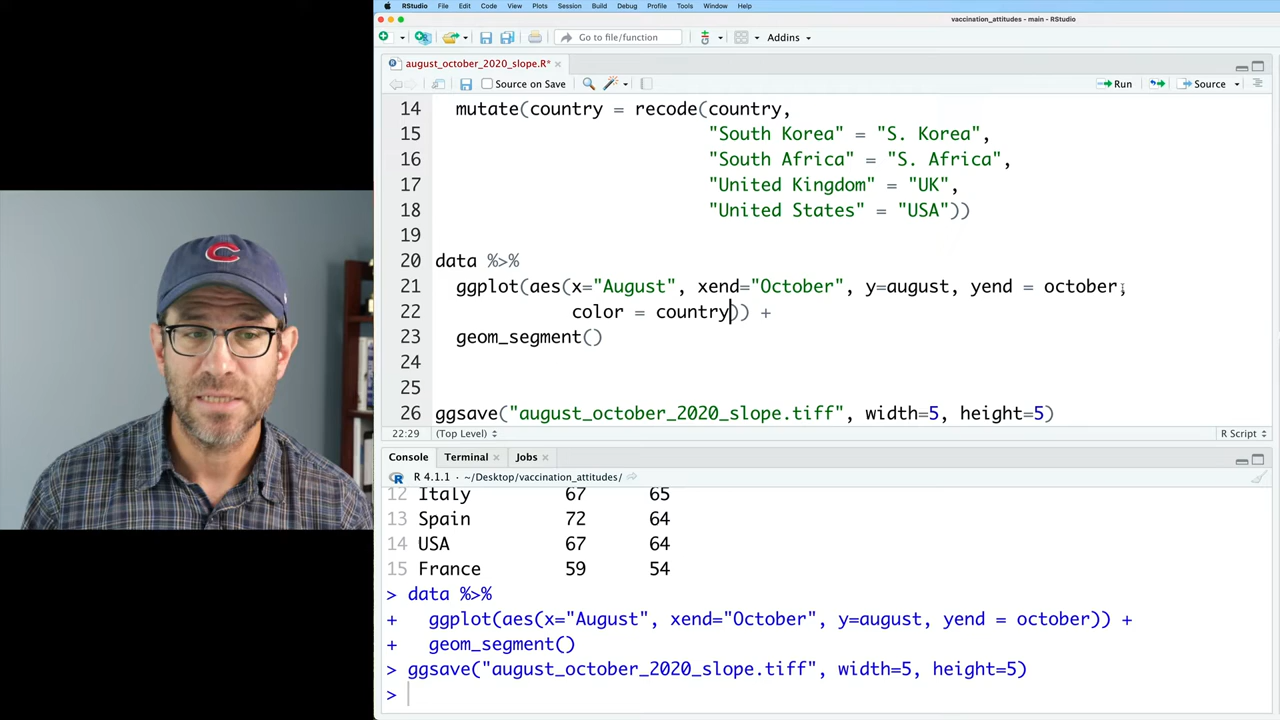 RStudio File Edit Code View Plots Session Build Debug Profile Tools Window Help
vaccination_attitudes - main - RStudio
Go to file/function Addins
august_october_2020_slope.R*
Source on Save Run Source
14 mutate(country = recode(country,
15 "South Korea" = "S. Korea",
16 "South Africa" = "S. Africa",
17 "United Kingdom" = "UK",
18 "United States" = "USA"))
19
20 data %>%
21 ggplot(aes(x="August", xend="October", y=august, yend = october,
22 color = country)) +
23 geom_segment()
24
25
26 ggsave("august_october_2020_slope.tiff", width=5, height=5)
22:29 (Top Level) R Script
Console Terminal Jobs
R 4.1.1 · ~/Desktop/vaccination_attitudes/
12 Italy 67 65
13 Spain 72 64
14 USA 67 64
15 France 59 54
> data %>%
+ ggplot(aes(x="August", xend="October", y=august, yend = october)) +
+ geom_segment()
> ggsave("august_october_2020_slope.tiff", width=5, height=5)
>
C